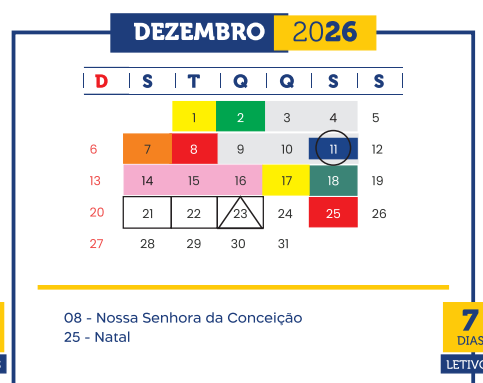 DEZEMBRO 2026
D S T Q Q S S
1 2 3 4 5
6 7 8 9 10 11 12
13 14 15 16 17 18 19
20 21 22 23 24 25 26
27 28 29 30 31
08 - Nossa Senhora da Conceição
25 - Natal
7
DIAS